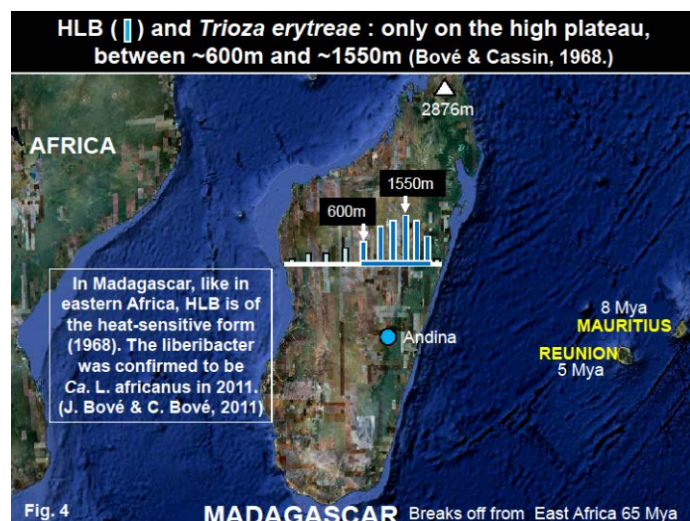 HLB ( ) and Trioza erytreae : only on the high plateau,
between ~600m and ~1550m (Bové & Cassin, 1968.)
2876m
AFRICA
1550m
600m
In Madagascar, like in
eastern Africa, HLB is of
the heat-sensitive form
(1968). The liberibacter
was confirmed to be
Ca. L. africanus in 2011.
(J. Bové & C. Bové, 2011)
Andina
8 Mya
MAURITIUS
REUNION
5 Mya
Fig. 4
MADAGASCAR Breaks off from East Africa 65 Mya